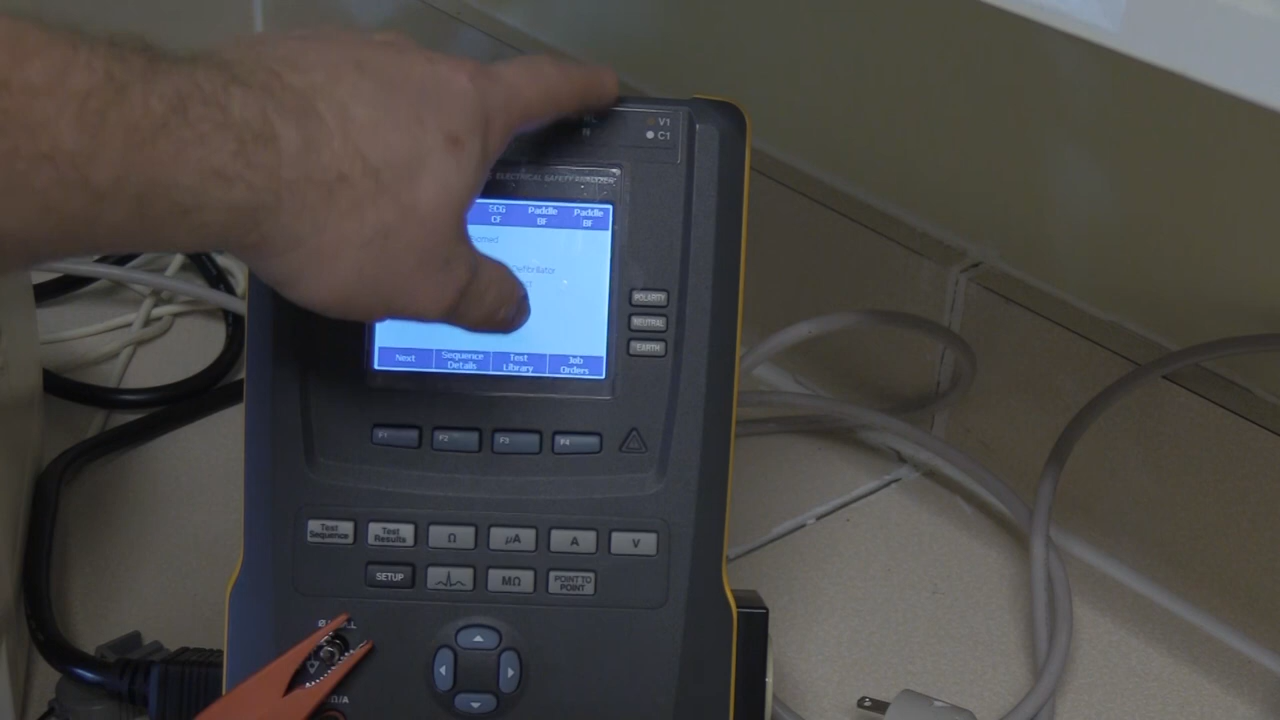 V1
C1
ELECTRICAL SAFETY ANALYZER
ECG Paddle Paddle
CF BF BF
Defibrillator
Next Sequence Test Job
Details Library Orders
POLARITY
NEUTRAL
EARTH
F1 F2 F3 F4
Test Test Ω µA A V
Sequence Results
SETUP MΩ POINT TO
POINT
Ω/A